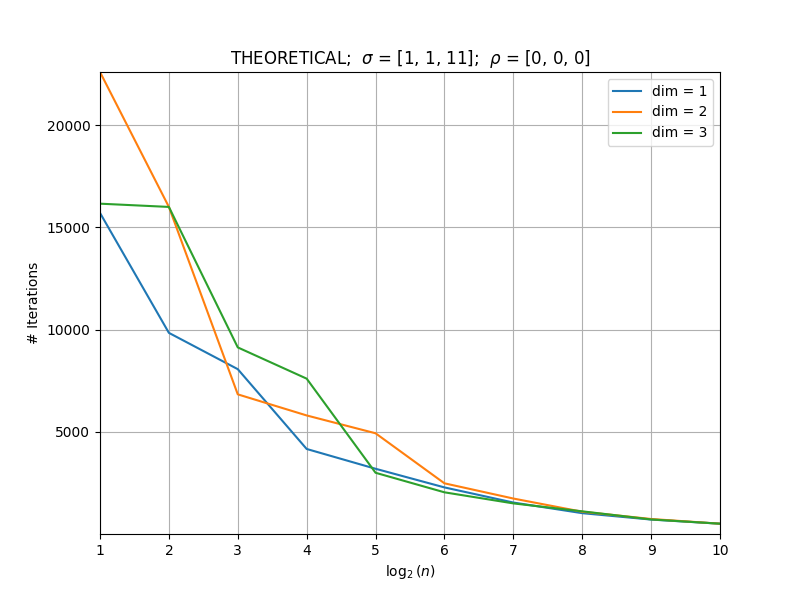 THEORETICAL;  σ = [1, 1, 11];  ρ = [0, 0, 0]
dim = 1
dim = 2
dim = 3
20000
15000
10000
5000
# Iterations
1 2 3 4 5 6 7 8 9 10
log₂(n)